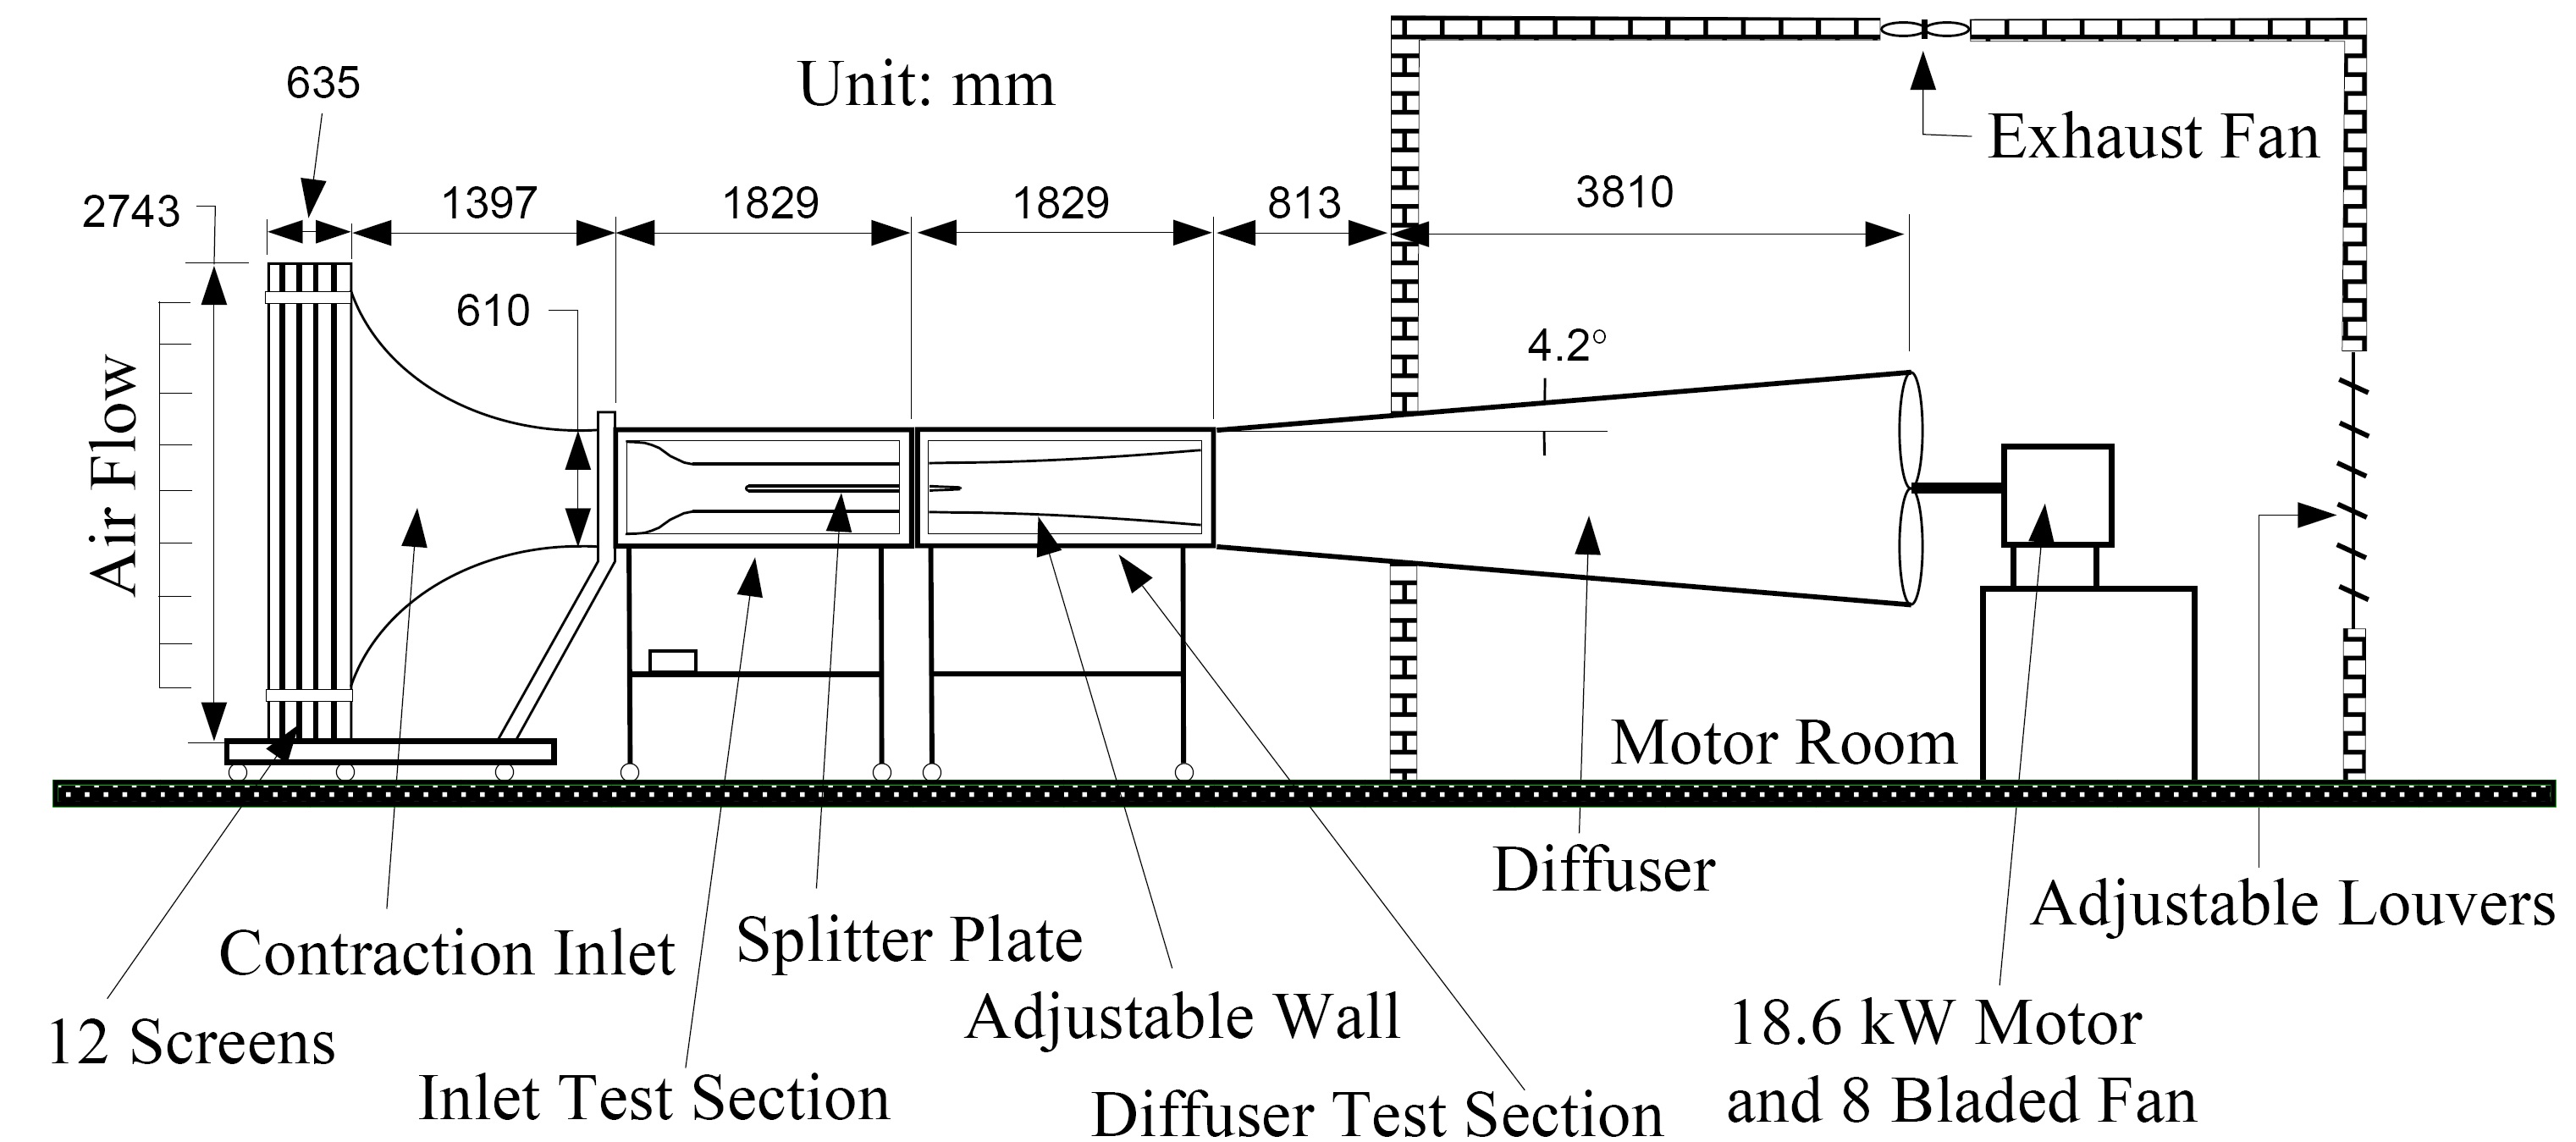 635
Unit: mm
Exhaust Fan
2743
1397
1829
1829
813
3810
610
4.2°
Air Flow
Motor Room
Diffuser
Adjustable Louvers
Contraction Inlet
Splitter Plate
12 Screens
Adjustable Wall
18.6 kW Motor
and 8 Bladed Fan
Inlet Test Section
Diffuser Test Section